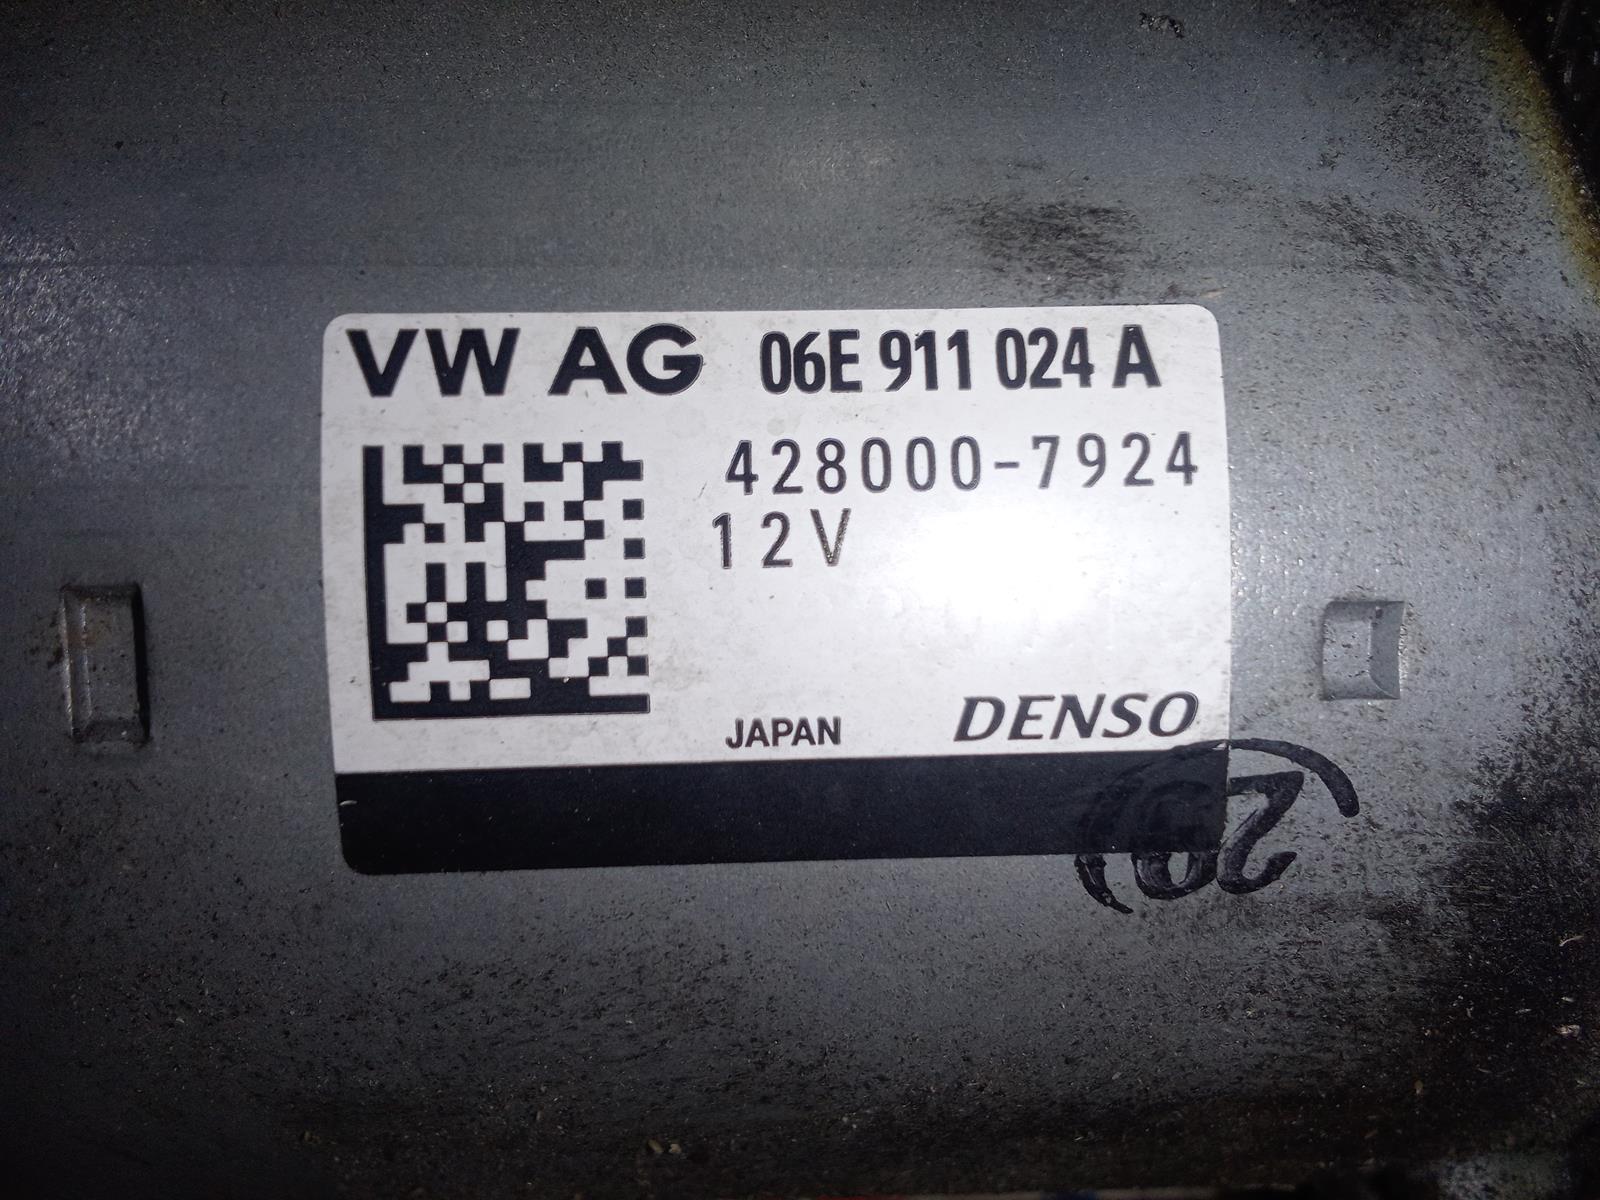 VW AG 06E 911 024 A
428000-7924
12V
JAPAN DENSO